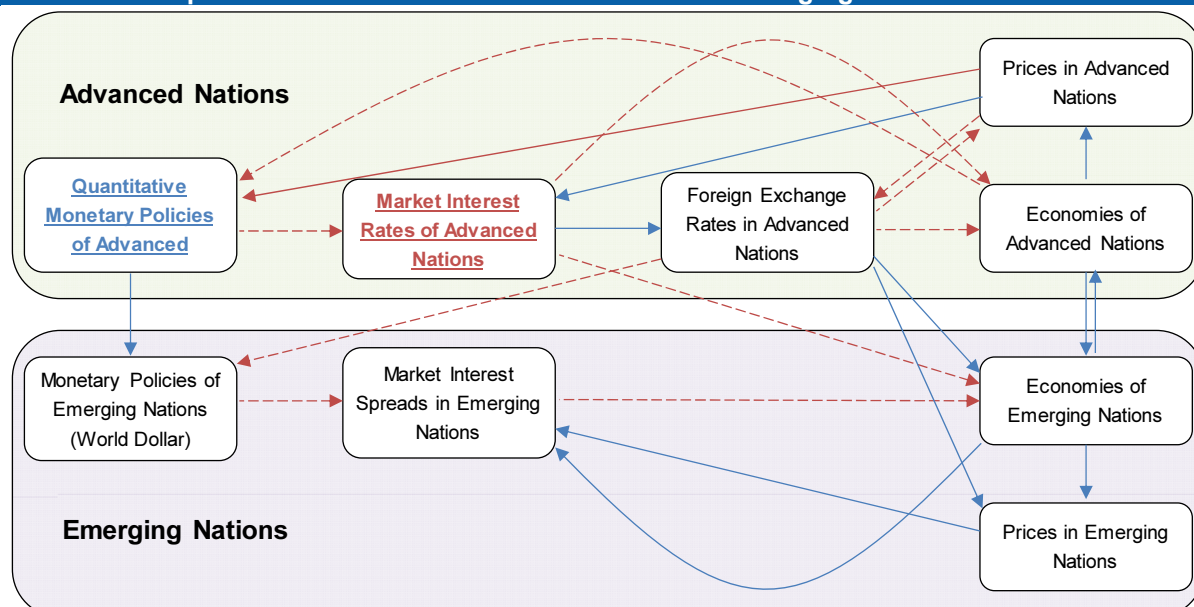 Advanced Nations
Prices in Advanced
Nations
Quantitative
Monetary Policies
of Advanced
Market Interest
Rates of Advanced
Nations
Foreign Exchange
Rates in Advanced
Nations
Economies of
Advanced Nations
Monetary Policies of
Emerging Nations
(World Dollar)
Market Interest
Spreads in Emerging
Nations
Economies of
Emerging Nations
Emerging Nations
Prices in Emerging
Nations